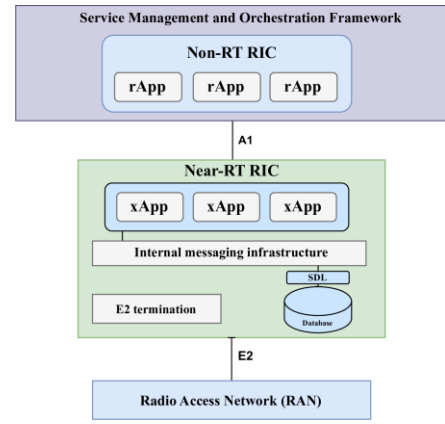 Service Management and Orchestration Framework
Non-RT RIC
rApp rApp rApp
A1
Near-RT RIC
xApp xApp xApp
Internal messaging infrastructure
SDL
E2 termination
Database
E2
Radio Access Network (RAN)